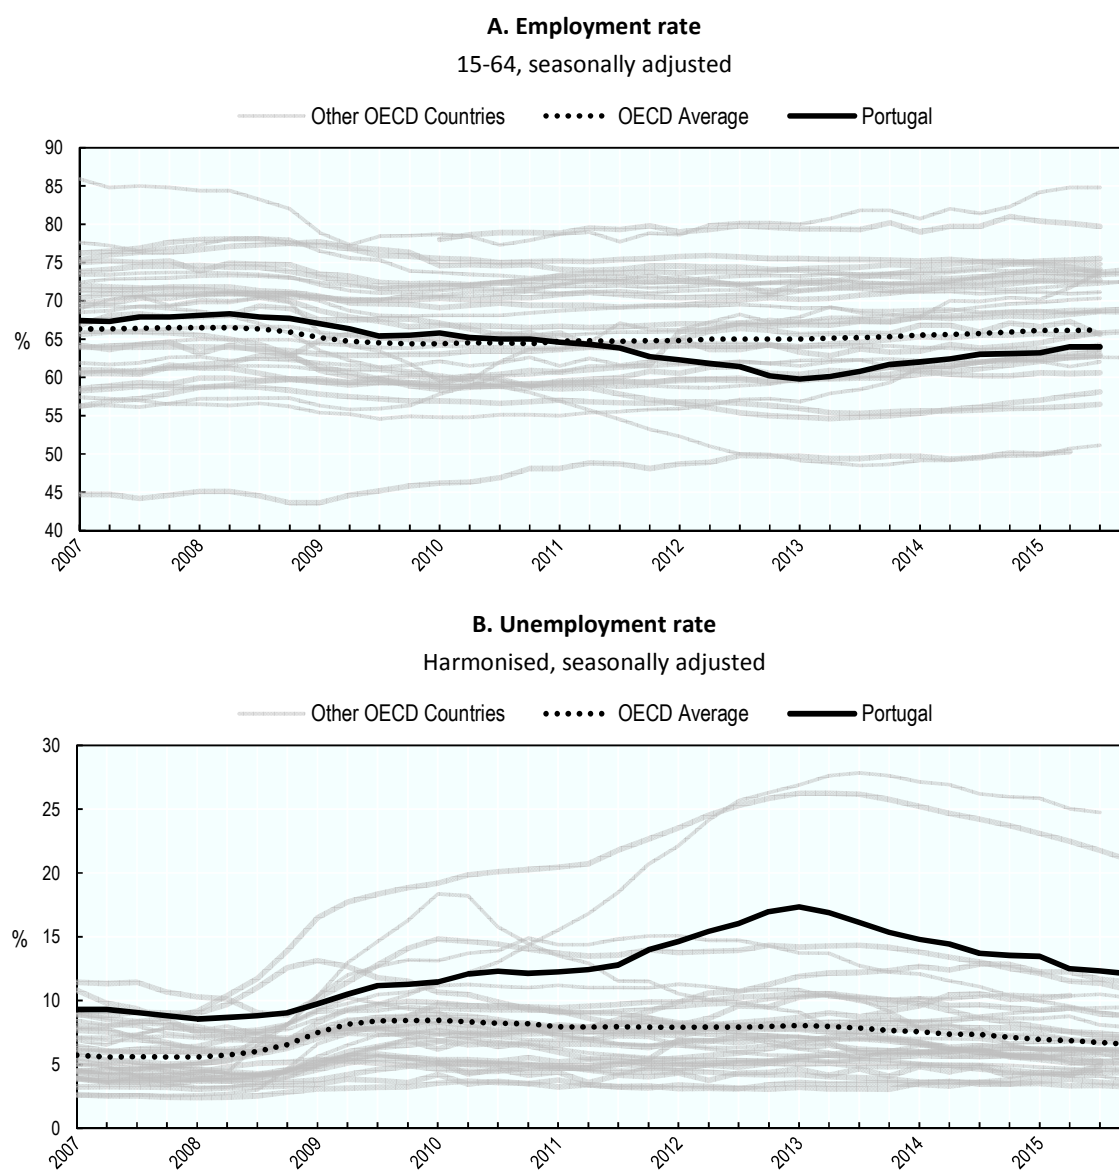 A. Employment rate
15-64, seasonally adjusted
Other OECD Countries OECD Average Portugal
90
85
80
75
70
65
%
60
55
50
45
40
2007 2008 2009 2010 2011 2012 2013 2014 2015
B. Unemployment rate
Harmonised, seasonally adjusted
Other OECD Countries OECD Average Portugal
30
25
20
15
%
10
5
0
2007 2008 2009 2010 2011 2012 2013 2014 2015